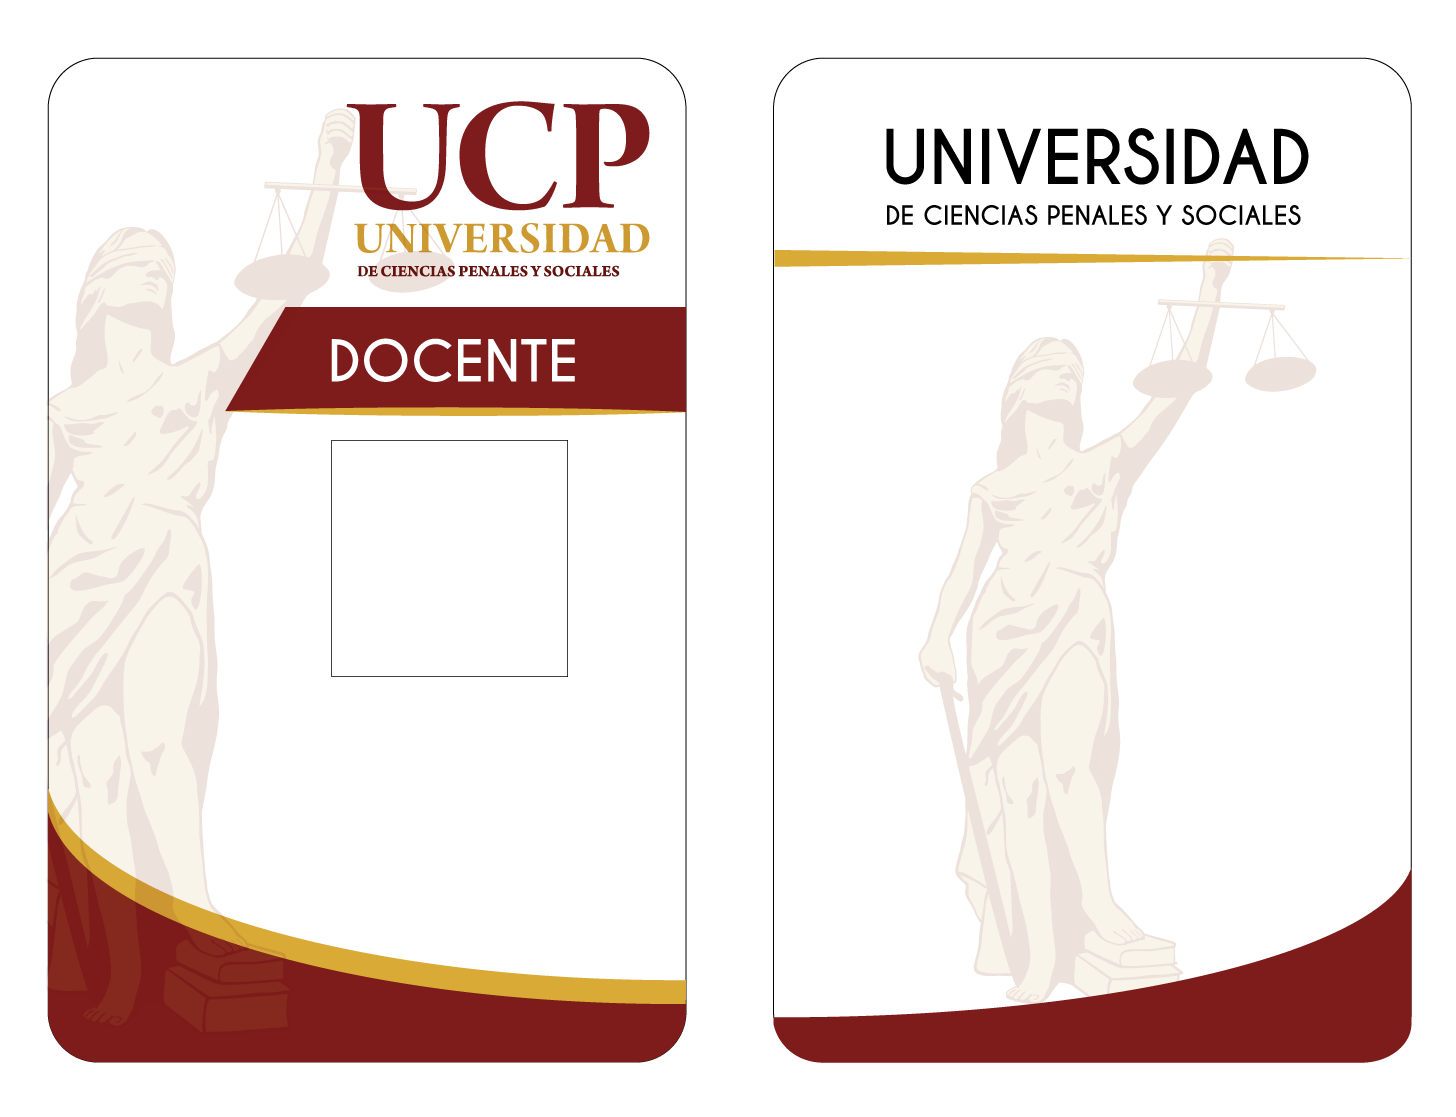 UCP
UNIVERSIDAD
DE CIENCIAS PENALES Y SOCIALES
DOCENTE
UNIVERSIDAD
DE CIENCIAS PENALES Y SOCIALES